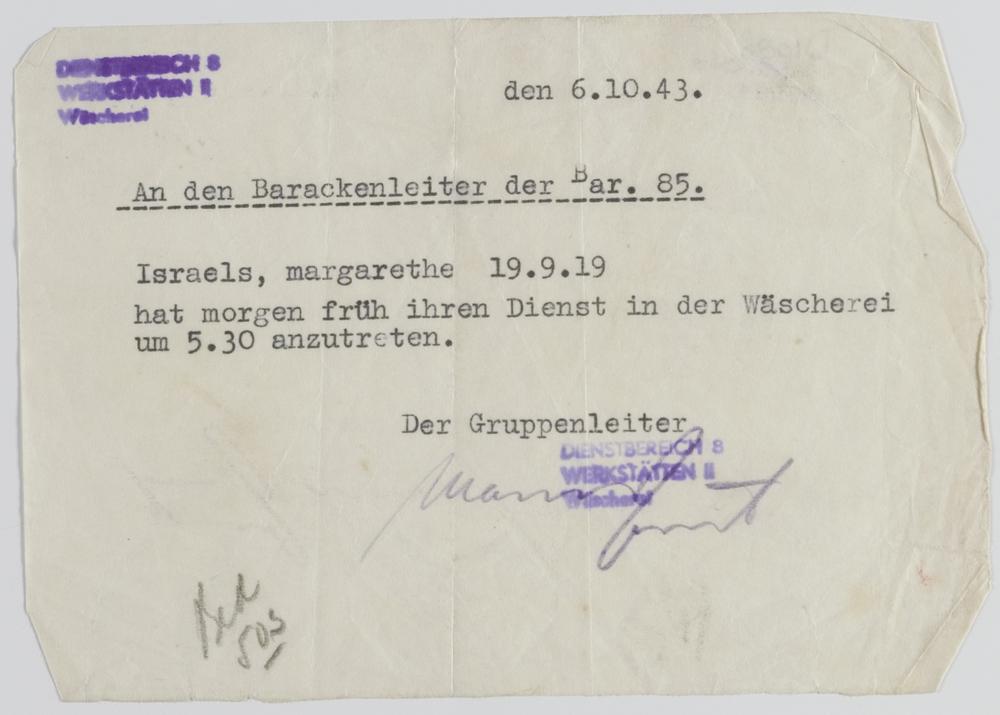 DIENSTBEREICH 8
WERKSTÄTTEN II
Wäscherei
den 6.10.43.
An den Barackenleiter der Bar. 85.
Israels, margarethe 19.9.19
hat morgen früh ihren Dienst in der Wäscherei
um 5.30 anzutreten.
Der Gruppenleiter
DIENSTBEREICH 8
WERKSTÄTTEN II
Wäscherei